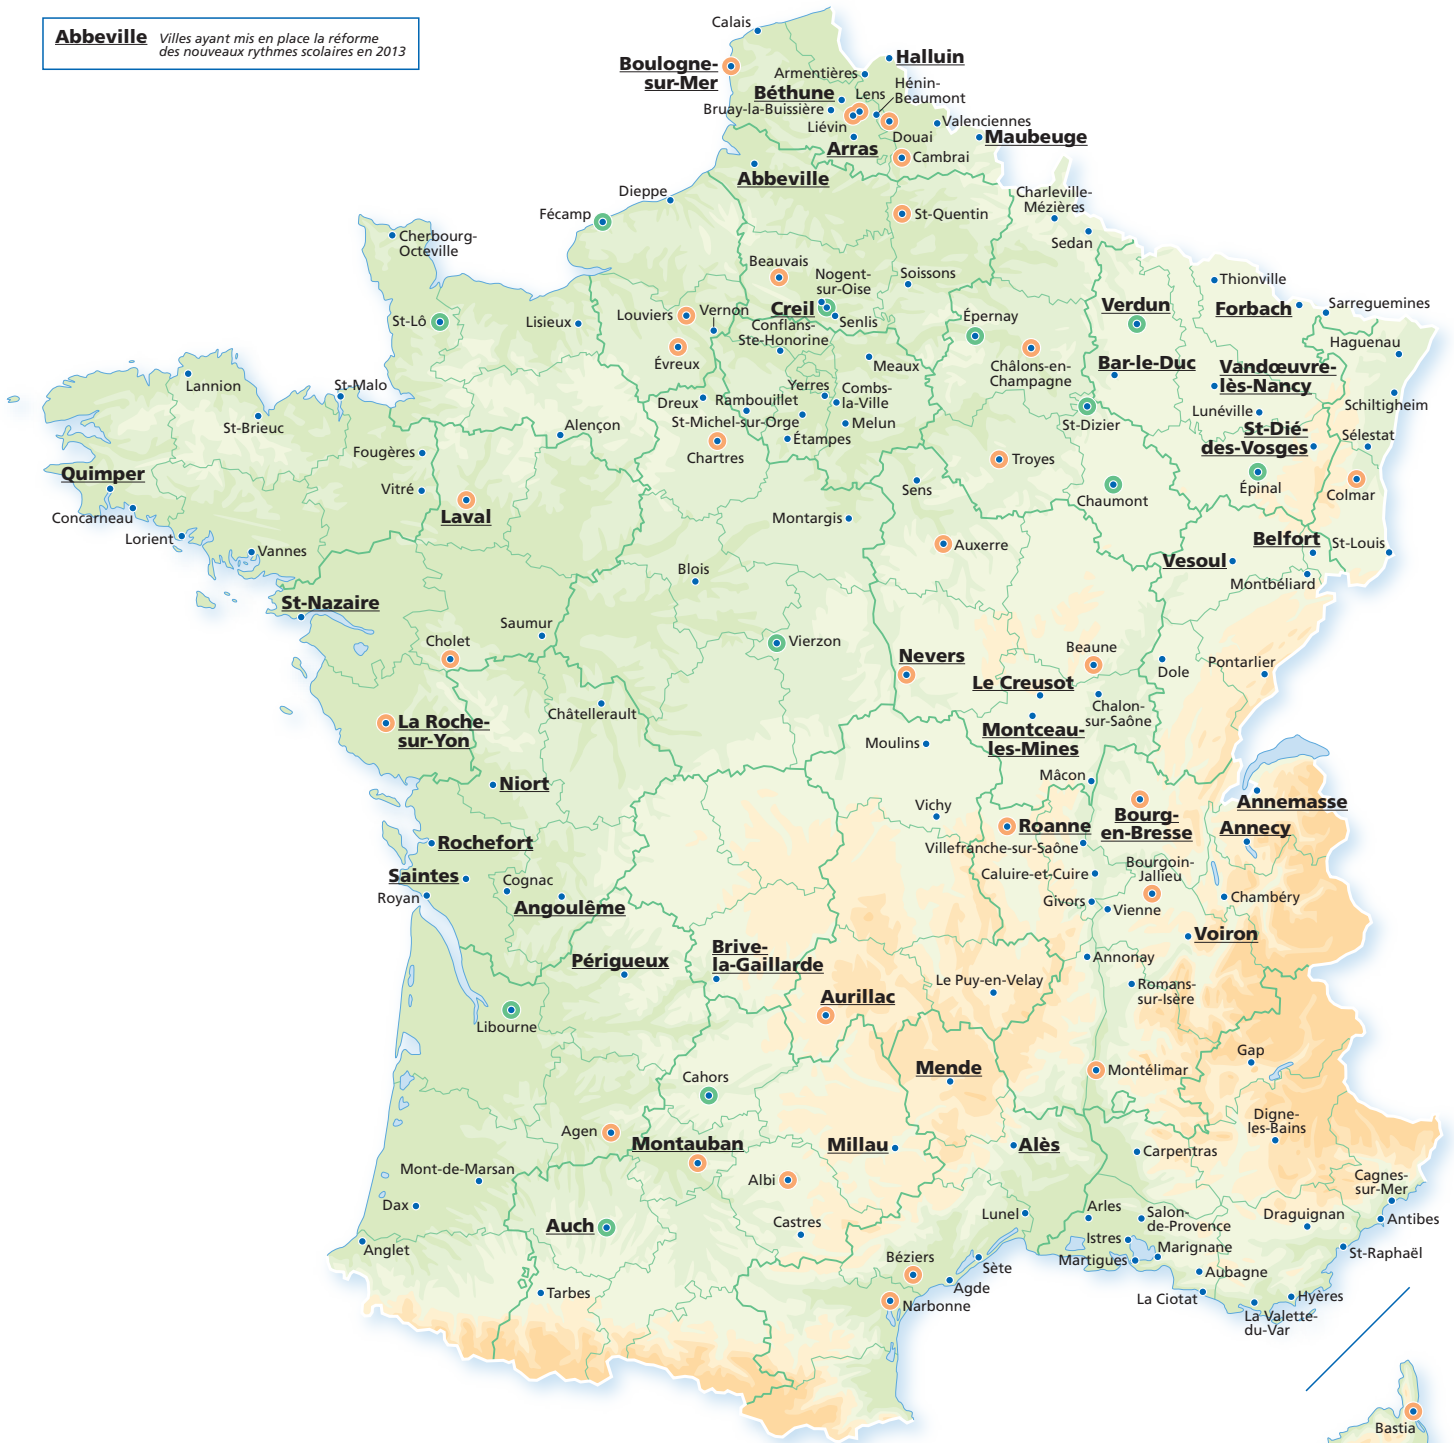 Abbeville Villes ayant mis en place la réforme
des nouveaux rythmes scolaires en 2013
Calais
Boulogne-
sur-Mer
Halluin
Armentières
Hénin-
Beaumont
Béthune
Lens
Bruay-la-Buissière
Valenciennes
Liévin
Douai
Maubeuge
Arras
Cambrai
Abbeville
Dieppe
Charleville-
Mézières
Fécamp
St-Quentin
Sedan
Cherbourg-
Octeville
Beauvais
Nogent-
sur-Oise
Soissons
Thionville
Creil
Verdun
Forbach
Sarreguemines
St-Lô
Lisieux
Louviers
Vernon
Senlis
Épernay
Conflans-
Ste-Honorine
Haguenau
Évreux
Meaux
Châlons-en-
Champagne
Bar-le-Duc
Vandœuvre-
lès-Nancy
Lannion
St-Malo
Yerres
Combs-
la-Ville
Dreux
Rambouillet
Schiltigheim
St-Brieuc
St-Michel-sur-Orge
Melun
St-Dizier
Lunéville
Alençon
Étampes
St-Dié-
des-Vosges
Sélestat
Fougères
Chartres
Troyes
Quimper
Vitré
Sens
Chaumont
Épinal
Colmar
Concarneau
Laval
Montargis
Lorient
Vannes
Auxerre
Belfort
St-Louis
Vesoul
Blois
Montbéliard
St-Nazaire
Saumur
Cholet
Vierzon
Nevers
Beaune
Dole
Pontarlier
Le Creusot
Châtellerault
Chalon-
sur-Saône
La Roche-
sur-Yon
Montceau-
les-Mines
Moulins
Mâcon
Niort
Annemasse
Vichy
Bourg-
en-Bresse
Roanne
Annecy
Rochefort
Villefranche-sur-Saône
Bourgoin-
Jallieu
Saintes
Cognac
Caluire-et-Cuire
Royan
Angoulême
Givors
Vienne
Chambéry
Voiron
Périgueux
Brive-
la-Gaillarde
Annonay
Le Puy-en-Velay
Romans-
sur-Isère
Aurillac
Libourne
Gap
Mende
Montélimar
Cahors
Digne-
les-Bains
Agen
Montauban
Millau
Alès
Carpentras
Mont-de-Marsan
Albi
Cagnes-
sur-Mer
Dax
Auch
Castres
Lunel
Arles
Salon-
de-Provence
Draguignan
Antibes
Anglet
Istres
Marignane
St-Raphaël
Béziers
Sète
Martigues
Aubagne
Tarbes
Agde
La Ciotat
Hyères
Narbonne
La Valette-
du-Var
Bastia